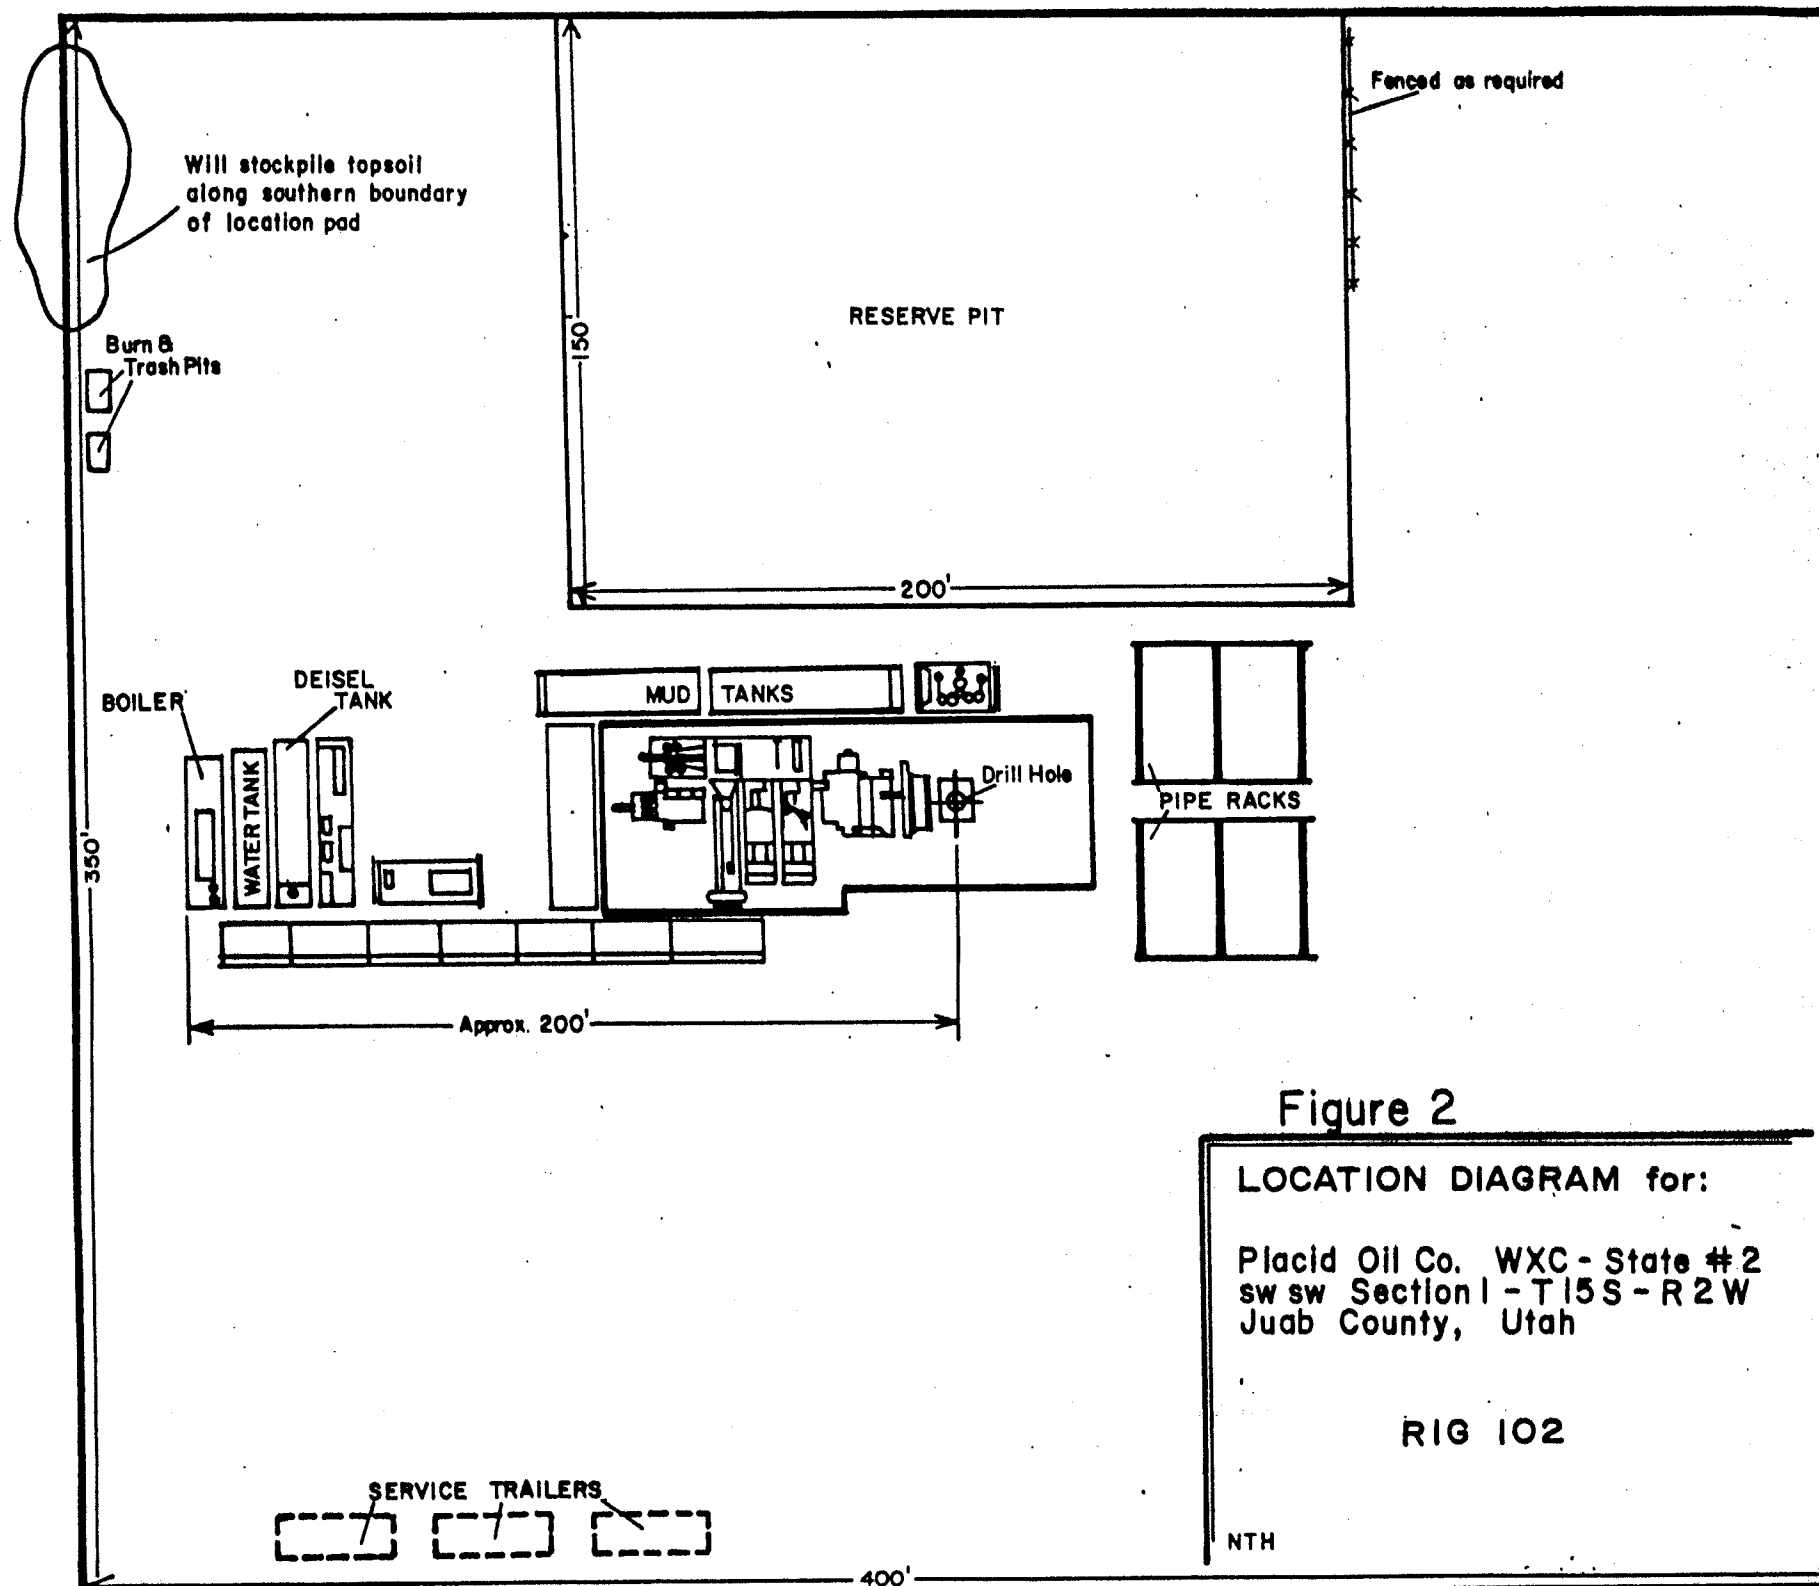 Fenced as required
Will stockpile topsoil
along southern boundary
of location pad
RESERVE PIT
150'
Burn &
Trash Pits
200'
DEISEL
TANK
BOILER
MUD TANKS
WATER TANK
Drill Hole
PIPE RACKS
350'
Approx. 200'
Figure 2
LOCATION DIAGRAM for:
Placid Oil Co. WXC - State #2
sw sw Section 1 - T 15 S - R 2 W
Juab County, Utah
RIG 102
SERVICE TRAILERS
NTH
400'